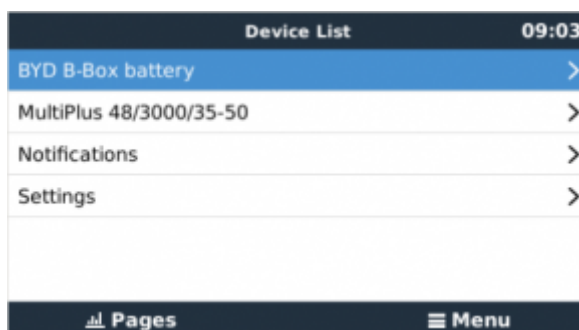 Device List 09:03
BYD B-Box battery
MultiPlus 48/3000/35-50
Notifications
Settings
Pages Menu